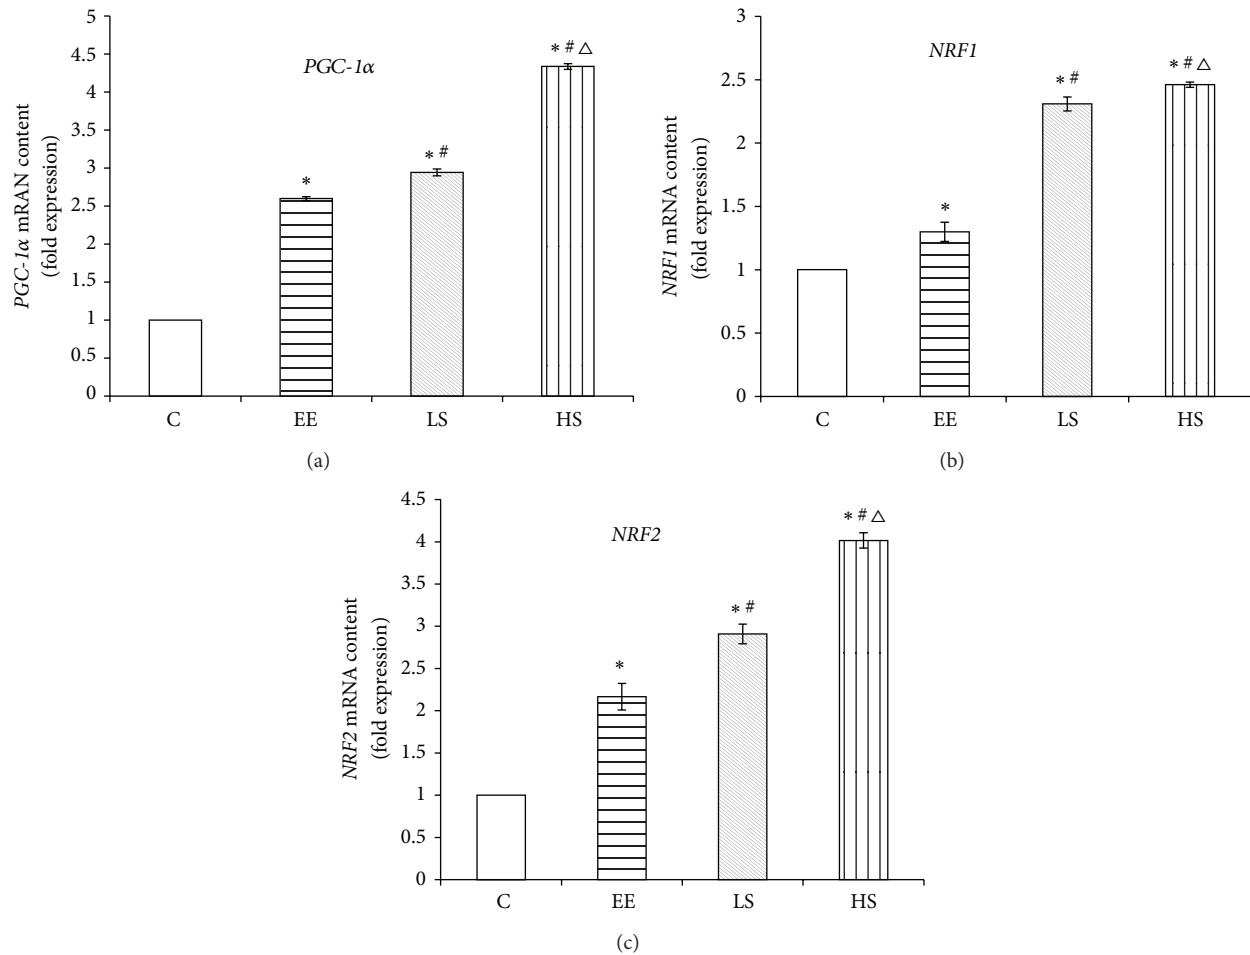 PGC-1α mRAN content
(fold expression)
5
4.5
4
3.5
3
2.5
2
1.5
1
0.5
0
PGC-1α
*
* #
* # △
C EE LS HS
(a)
NRF1 mRNA content
(fold expression)
3
2.5
2
1.5
1
0.5
0
NRF1
*
* #
* # △
C EE LS HS
(b)
NRF2 mRNA content
(fold expression)
4.5
4
3.5
3
2.5
2
1.5
1
0.5
0
NRF2
*
* #
* # △
C EE LS HS
(c)